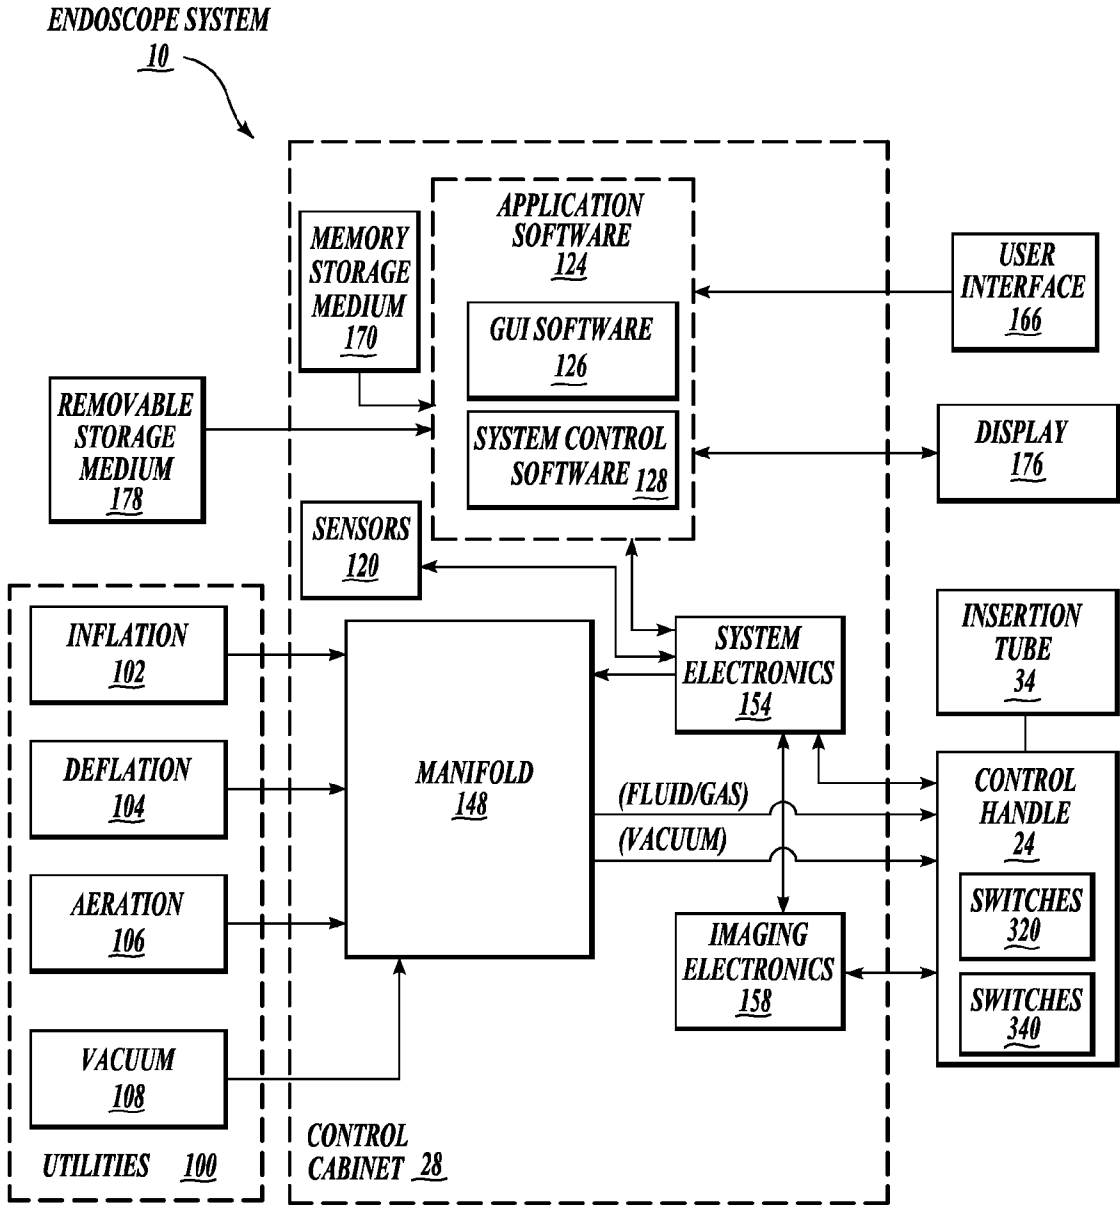 ENDOSCOPE SYSTEM
10
APPLICATION
SOFTWARE
124
MEMORY
STORAGE
MEDIUM
170
USER
INTERFACE
166
GUI SOFTWARE
126
REMOVABLE
STORAGE
MEDIUM
178
SYSTEM CONTROL
SOFTWARE 128
DISPLAY
176
SENSORS
120
INFLATION
102
SYSTEM
ELECTRONICS
154
INSERTION
TUBE
34
DEFLATION
104
MANIFOLD
148
(FLUID/GAS)
(VACUUM)
CONTROL
HANDLE
24
AERATION
106
SWITCHES
320
IMAGING
ELECTRONICS
158
SWITCHES
340
VACUUM
108
UTILITIES 100
CONTROL
CABINET 28